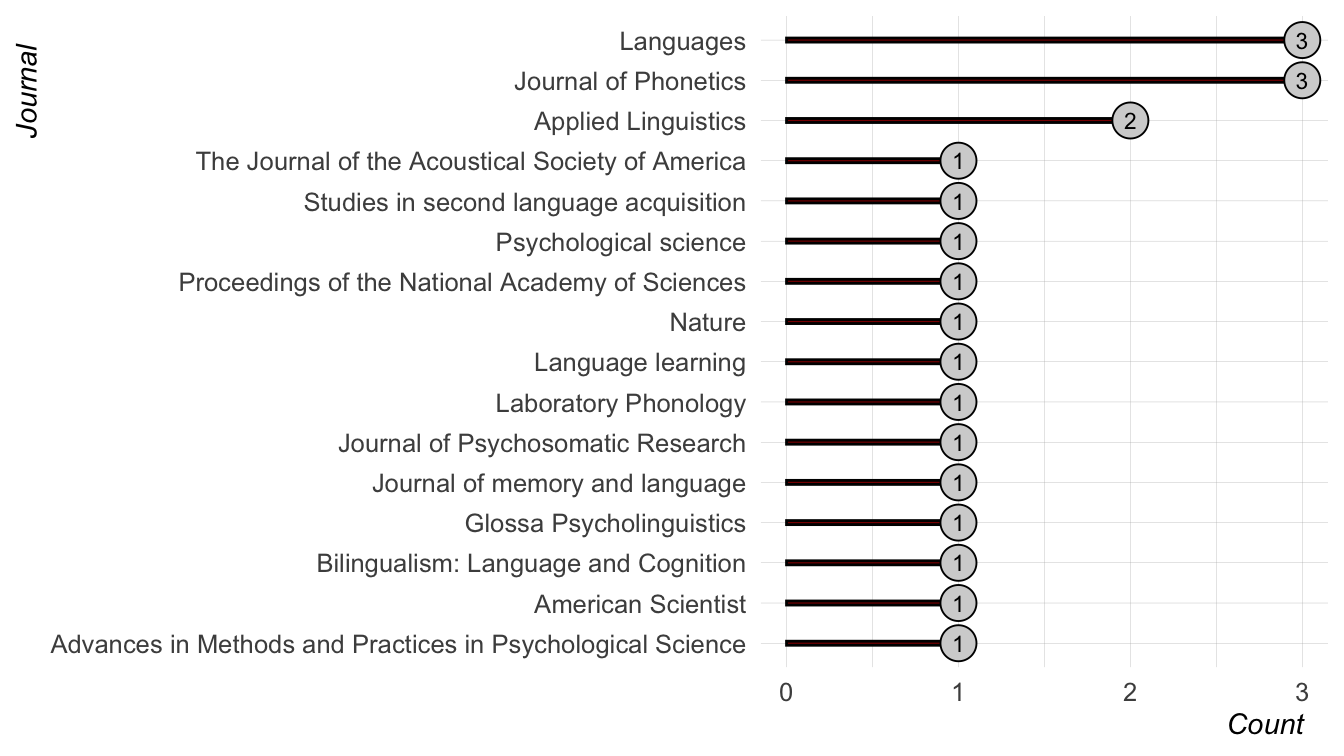 Journal
Languages 3
Journal of Phonetics 3
Applied Linguistics 2
The Journal of the Acoustical Society of America 1
Studies in second language acquisition 1
Psychological science 1
Proceedings of the National Academy of Sciences 1
Nature 1
Language learning 1
Laboratory Phonology 1
Journal of Psychosomatic Research 1
Journal of memory and language 1
Glossa Psycholinguistics 1
Bilingualism: Language and Cognition 1
American Scientist 1
Advances in Methods and Practices in Psychological Science 1
0 1 2 3
Count